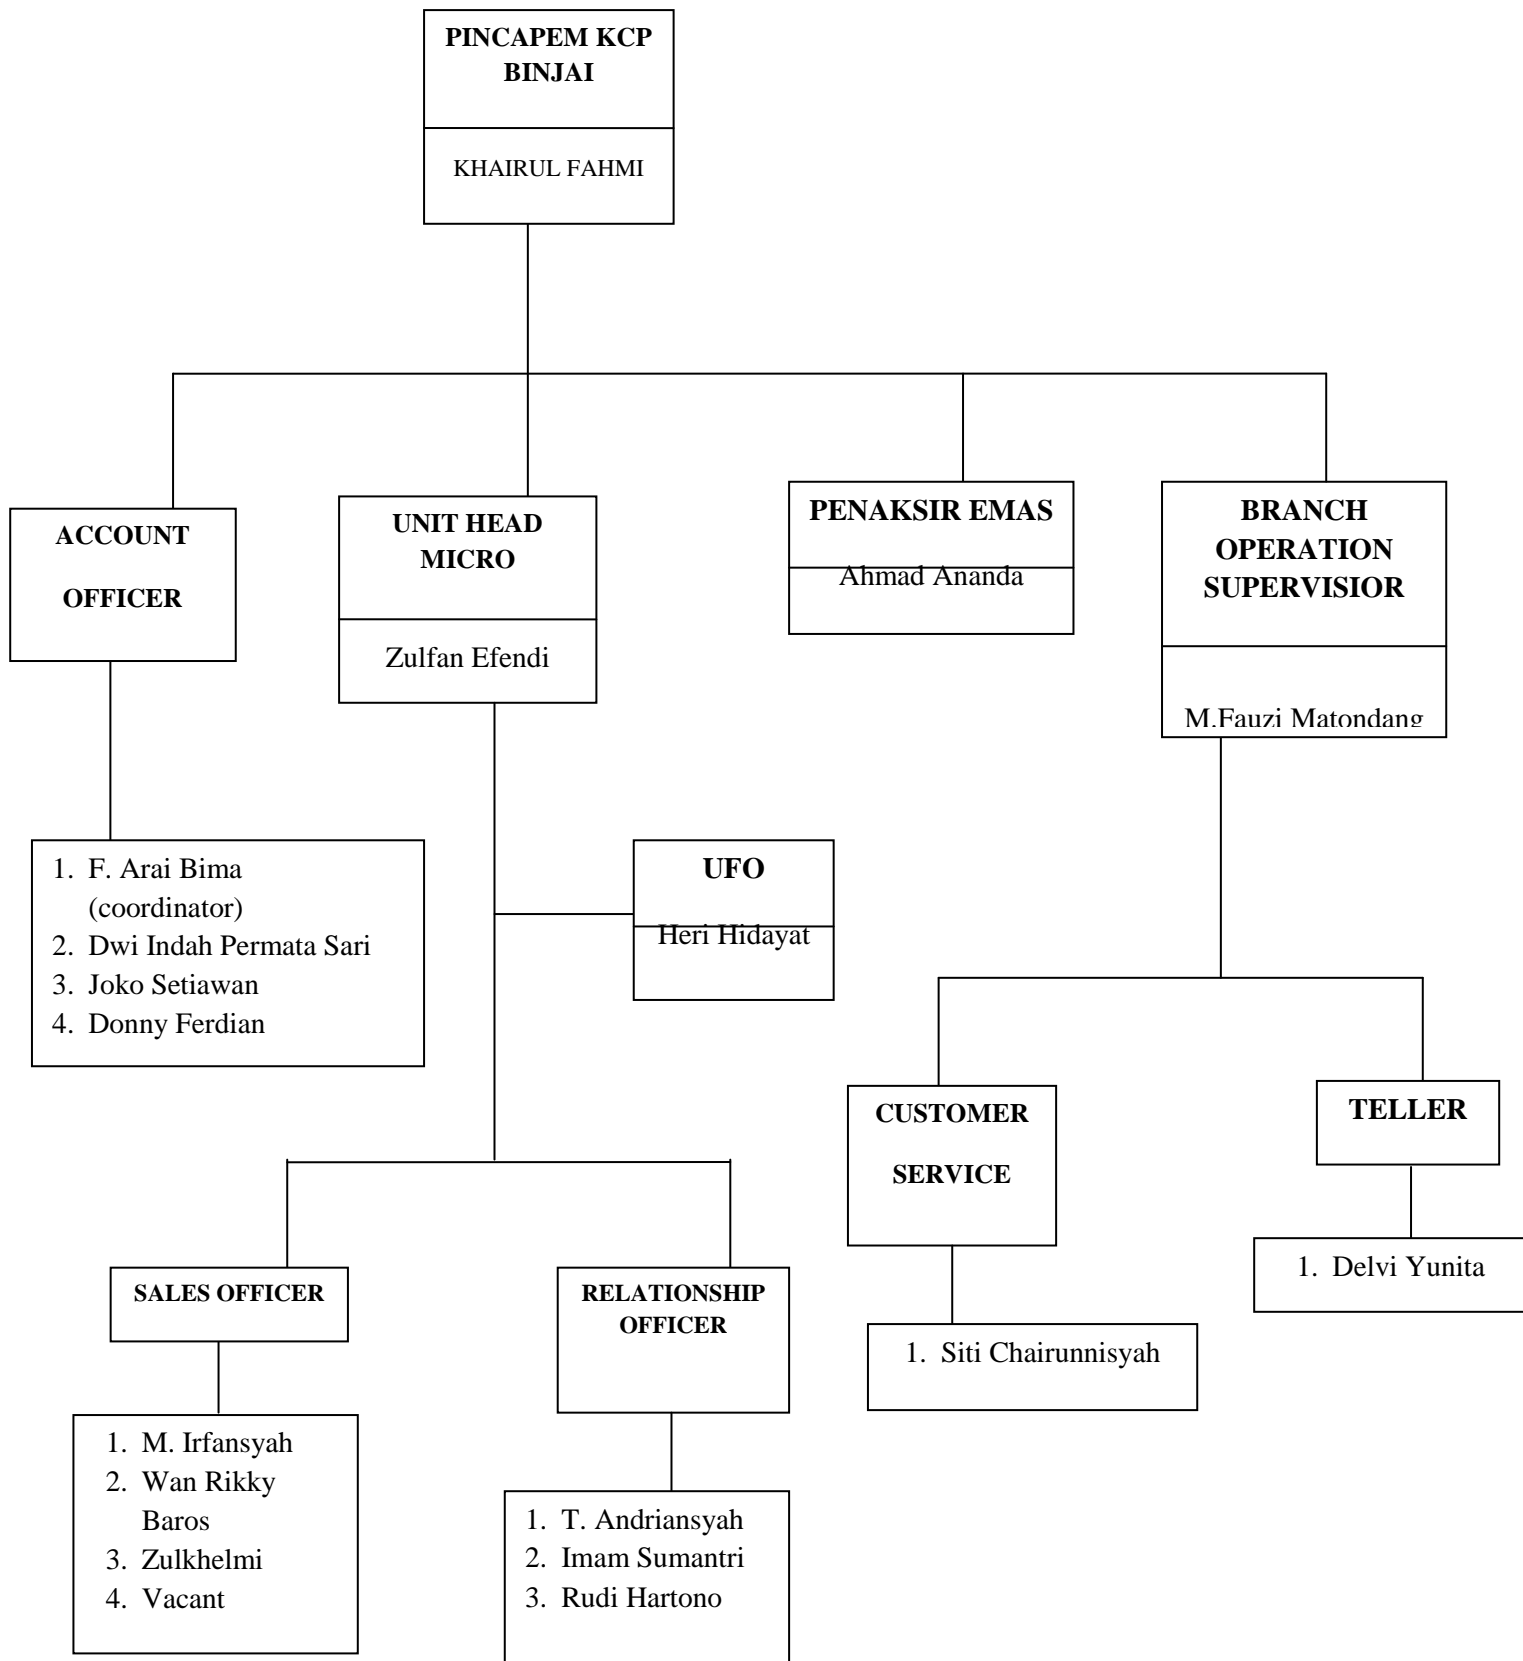 PINCAPEM KCP
BINJAI
KHAIRUL FAHMI
ACCOUNT
OFFICER
UNIT HEAD
MICRO
Zulfan Efendi
PENAKSIR EMAS
Ahmad Ananda
BRANCH
OPERATION
SUPERVISIOR
M.Fauzi Matondang
1. F. Arai Bima
(coordinator)
2. Dwi Indah Permata Sari
3. Joko Setiawan
4. Donny Ferdian
UFO
Heri Hidayat
CUSTOMER
SERVICE
TELLER
1. Delvi Yunita
1. Siti Chairunnisyah
SALES OFFICER
RELATIONSHIP
OFFICER
1. M. Irfansyah
2. Wan Rikky
Baros
3. Zulkhelmi
4. Vacant
1. T. Andriansyah
2. Imam Sumantri
3. Rudi Hartono